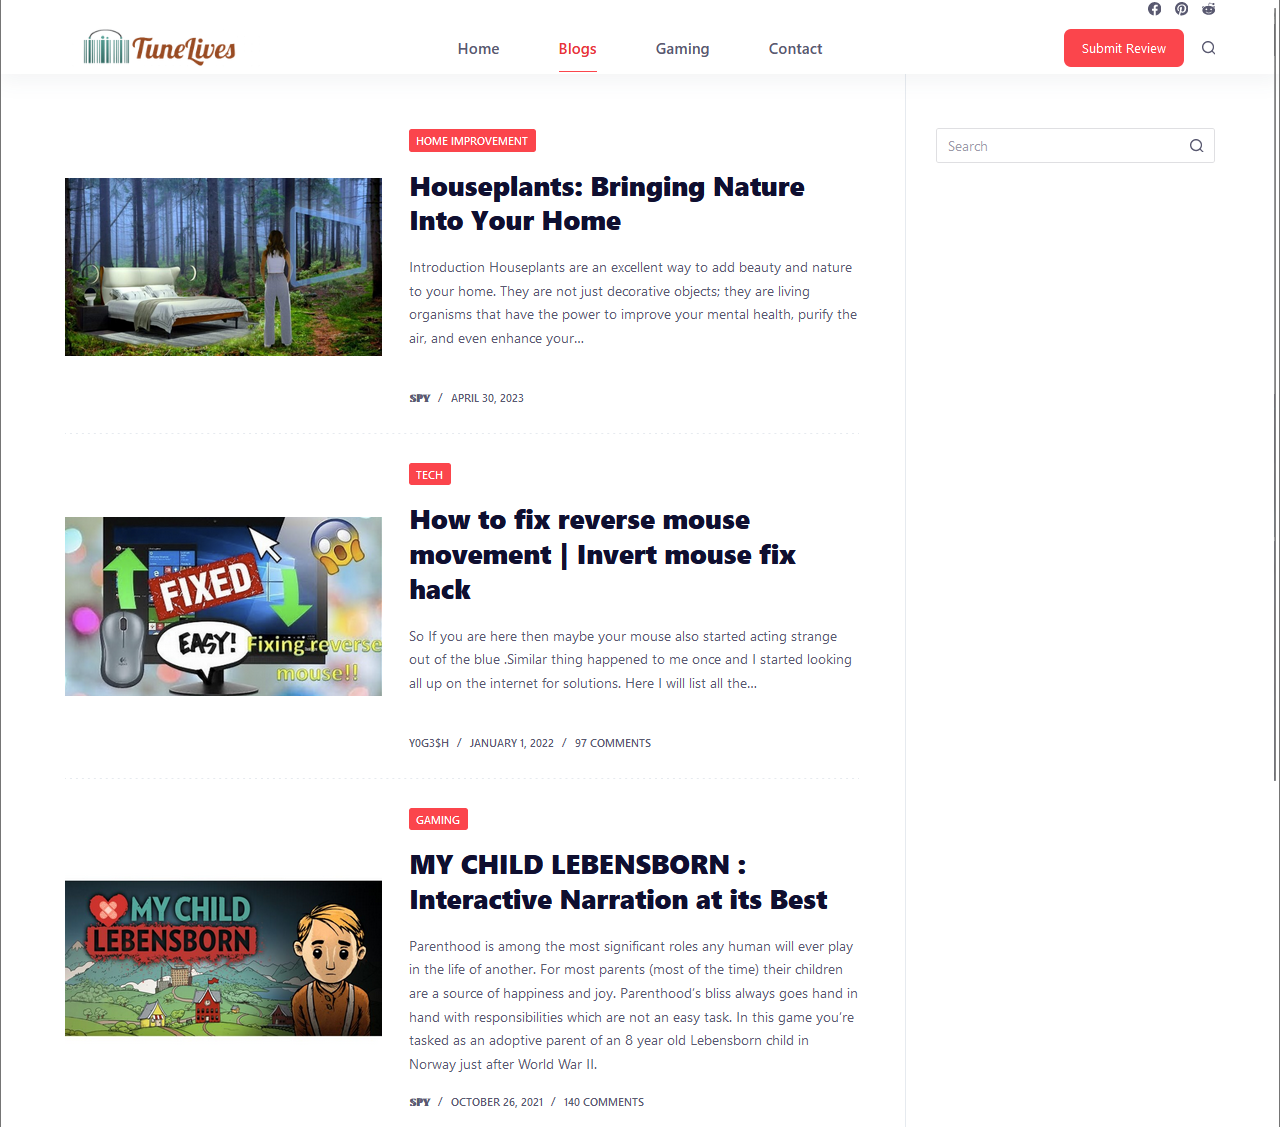 TuneLives
Home
Blogs
Gaming
Contact
Submit Review
Search
HOME IMPROVEMENT
Houseplants: Bringing Nature
Into Your Home
Introduction Houseplants are an excellent way to add beauty and nature
to your home. They are not just decorative objects; they are living
organisms that have the power to improve your mental health, purify the
air, and even enhance your…
SPY / APRIL 30, 2023
TECH
FIXED
EASY!
Fixing reverse
mouse!!
How to fix reverse mouse
movement | Invert mouse fix
hack
So If you are here then maybe your mouse also started acting strange
out of the blue .Similar thing happened to me once and I started looking
all up on the internet for solutions. Here I will list all the…
Y0G3$H / JANUARY 1, 2022 / 97 COMMENTS
GAMING
MY CHILD
LEBENSBORN
MY CHILD LEBENSBORN :
Interactive Narration at its Best
Parenthood is among the most significant roles any human will ever play
in the life of another. For most parents (most of the time) their children
are a source of happiness and joy. Parenthood's bliss always goes hand in
hand with responsibilities which are not an easy task. In this game you're
tasked as an adoptive parent of an 8 year old Lebensborn child in
Norway just after World War II.
SPY / OCTOBER 26, 2021 / 140 COMMENTS